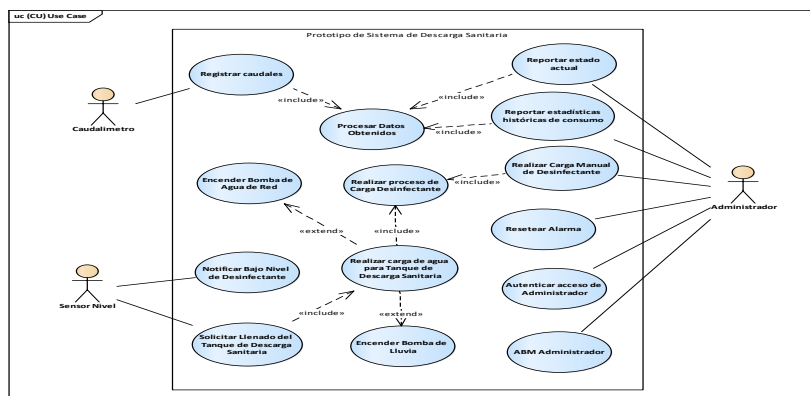 uc (CU) Use Case
Prototipo de Sistema de Descarga Sanitaria
Registrar caudales
Reportar estado
actual
«include»
«include»
Caudalimetro
Procesar Datos
Obtenidos
Reportar estadísticas
históricas de consumo
«include»
Encender Bomba de
Agua de Red
Realizar proceso de
Carga Desinfectante
Realizar Carga Manual
de Desinfectante
«include»
Administrador
«extend»
«include»
Resetear Alarma
Notificar Bajo Nivel
de Desinfectante
Realizar carga de agua
para Tanque de
Descarga Sanitaria
Autenticar acceso de
Administrador
Sensor Nivel
«include»
«extend»
Solicitar Llenado del
Tanque de Descarga
Sanitaria
Encender Bomba de
Lluvia
ABM Administrador